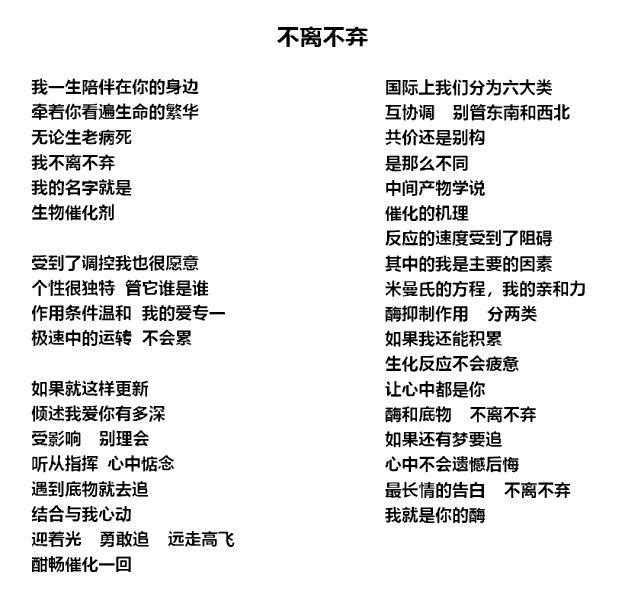 不离不弃
我一生陪伴在你的身边
牵着你看遍生命的繁华
无论生老病死
我不离不弃
我的名字就是
生物催化剂
受到了调控我也很愿意
个性很独特 管它谁是谁
作用条件温和 我的爱专一
极速中的运转 不会累
如果就这样更新
倾述我爱你有多深
受影响 别理会
听从指挥 心中惦念
遇到底物就去追
结合与我心动
迎着光 勇敢追 远走高飞
酣畅催化一回
国际上我们分为六大类
互协调 别管东南和西北
共价还是别构
是那么不同
中间产物学说
催化的机理
反应的速度受到了阻碍
其中的我是主要的因素
米曼氏的方程，我的亲和力
酶抑制作用 分两类
如果我还能积累
生化反应不会疲惫
让心中都是你
酶和底物 不离不弃
如果还有梦要追
心中不会遗憾后悔
最长情的告白 不离不弃
我就是你的酶